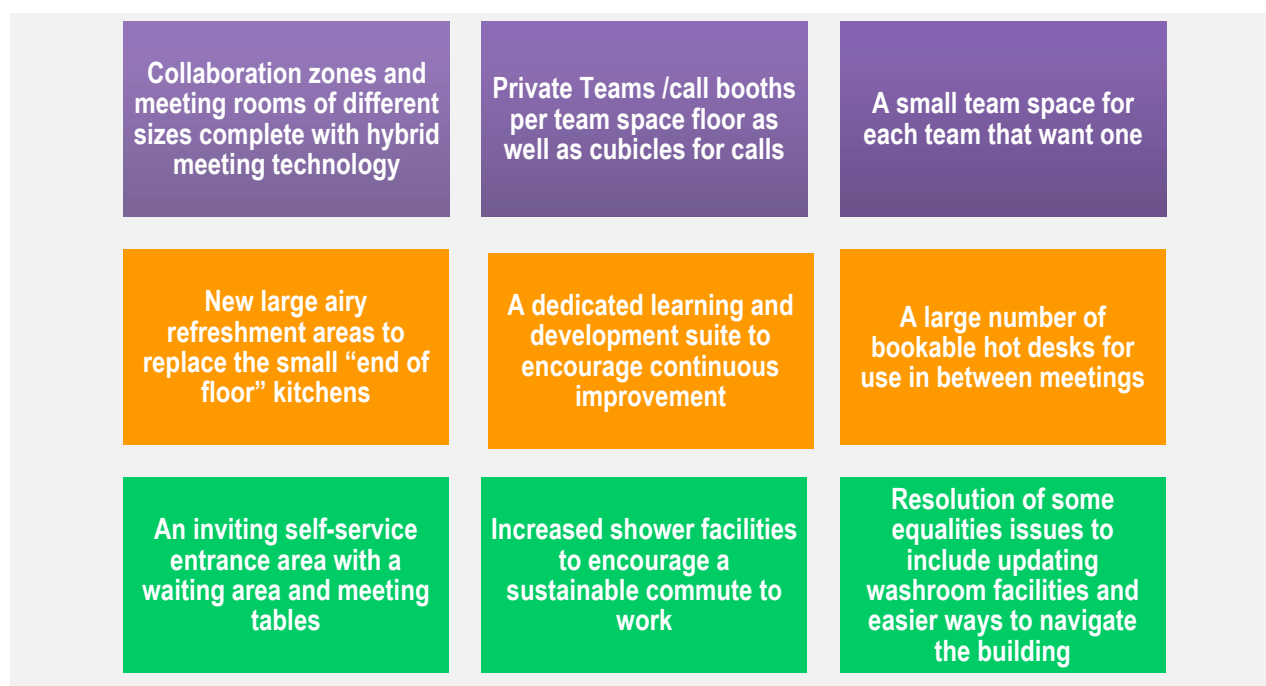 Collaboration zones and
meeting rooms of different
sizes complete with hybrid
meeting technology
Private Teams /call booths
per team space floor as
well as cubicles for calls
A small team space for
each team that want one
New large airy
refreshment areas to
replace the small “end of
floor” kitchens
A dedicated learning and
development suite to
encourage continuous
improvement
A large number of
bookable hot desks for
use in between meetings
An inviting self-service
entrance area with a
waiting area and meeting
tables
Increased shower facilities
to encourage a
sustainable commute to
work
Resolution of some
equalities issues to
include updating
washroom facilities and
easier ways to navigate
the building